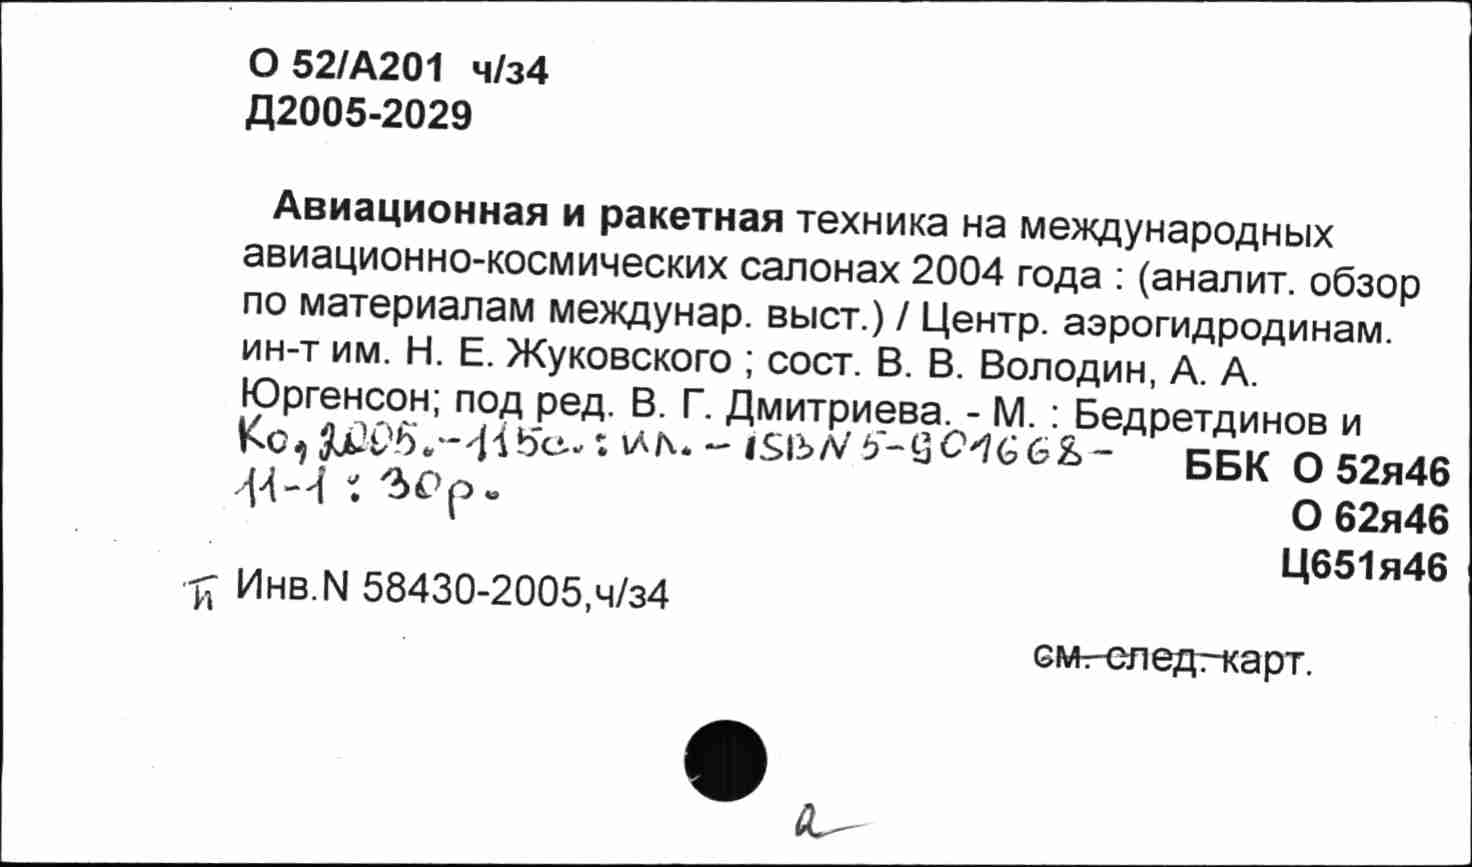 О 52/А201 ч/з4
Д2005-2029
Авиационная и ракетная техника на международных
авиационно-космических салонах 2004 года : (аналит. обзор
по материалам междунар. выст.) / Центр. аэрогидродинам.
ин-т им. Н. Е. Жуковского ; сост. В. В. Володин, А. А.
Юргенсон; под ред. В. Г. Дмитриева. - М. : Бедретдинов и
Ко, 2005. - 115с. : ил. - ISBN 5-901668-
11-1 : 30р.
ББК О 52я46
О 62я46
Ц651я46
Инв.N 58430-2005,ч/з4
см. след. карт.
а